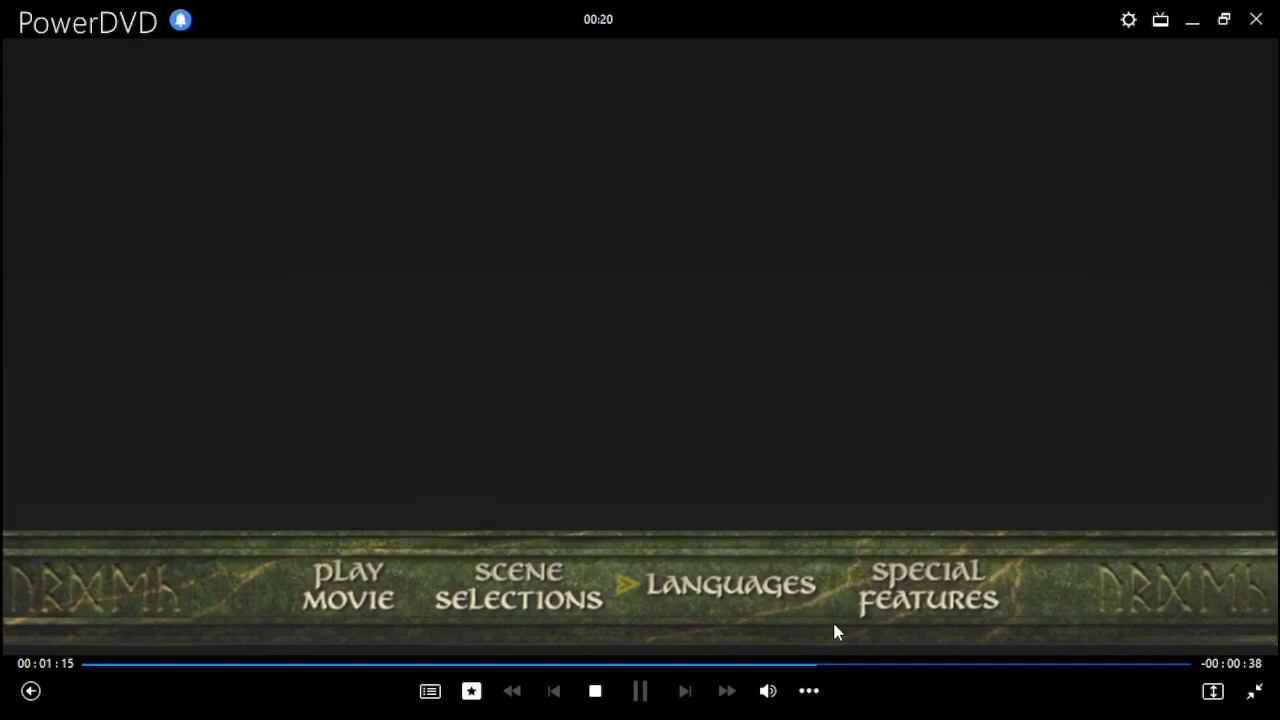 PowerDVD
00:20
PLAY MOVIE
SCENE SELECTIONS
LANGUAGES
SPECIAL FEATURES
00:01:15
-00:00:38